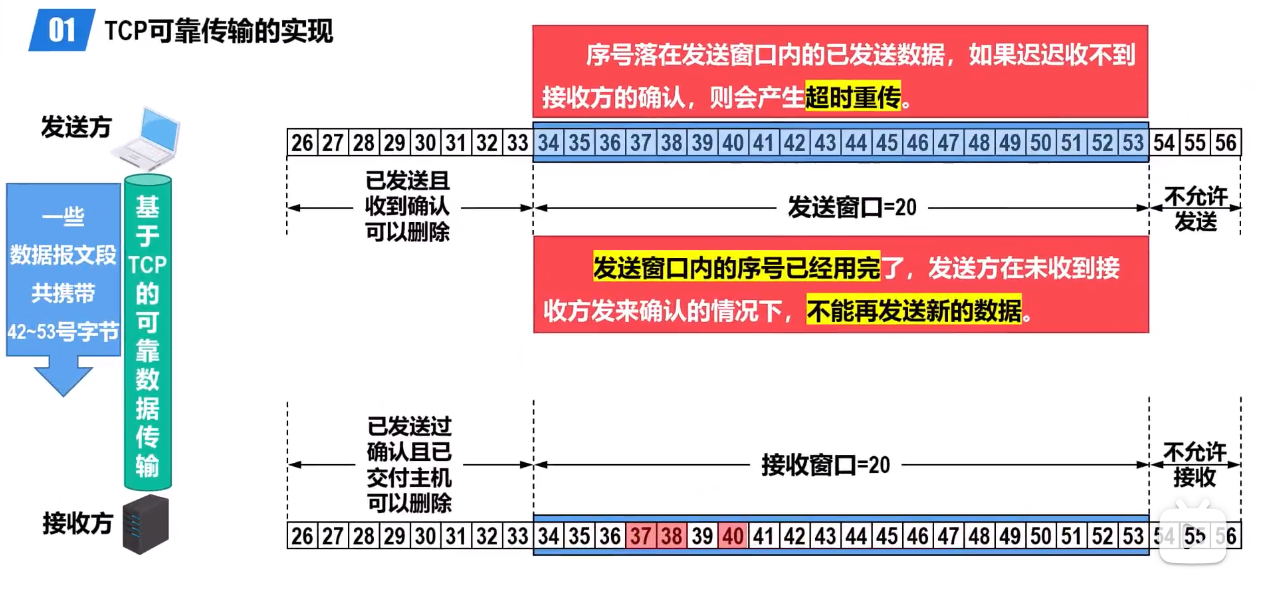 01 TCP可靠传输的实现
序号落在发送窗口内的已发送数据，如果迟迟收不到
接收方的确认，则会产生超时重传。
发送方
26 27 28 29 30 31 32 33 34 35 36 37 38 39 40 41 42 43 44 45 46 47 48 49 50 51 52 53 54 55 56
已发送且
收到确认
可以删除
发送窗口=20
不允许
发送
一些
数据报文段
共携带
42~53号字节
基于TCP的可靠数据传输
发送窗口内的序号已经用完了，发送方在未收到接
收方发来确认的情况下，不能再发送新的数据。
已发送过
确认且已
交付主机
可以删除
接收窗口=20
不允许
接收
接收方
26 27 28 29 30 31 32 33 34 35 36 37 38 39 40 41 42 43 44 45 46 47 48 49 50 51 52 53 54 55 56